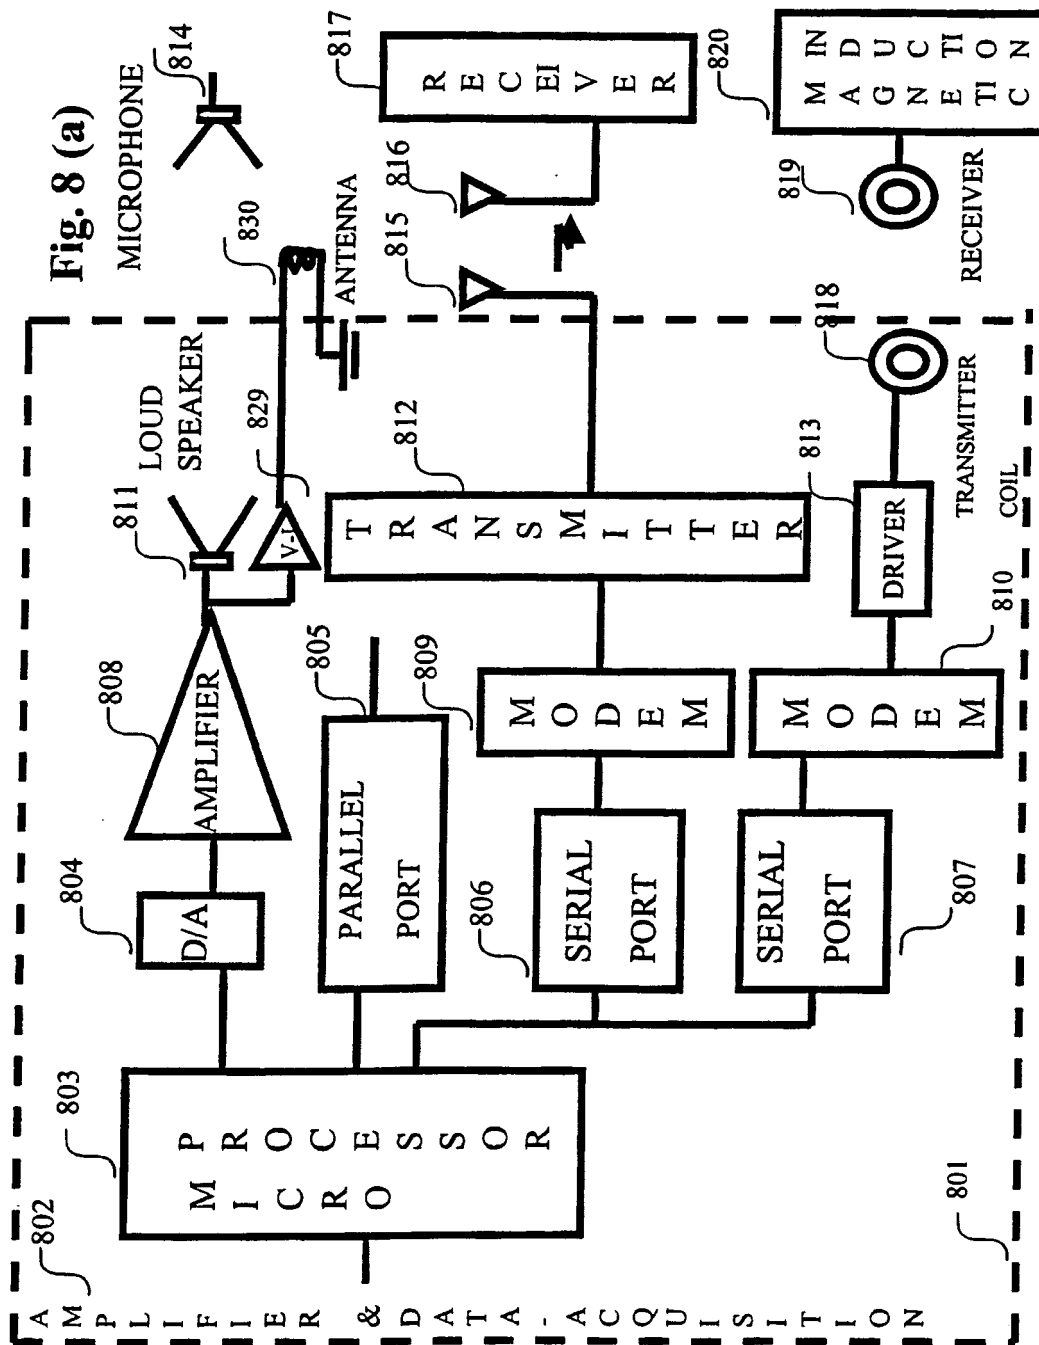 Fig. 8 (a)
MICROPHONE
814
802
AMPLIFIER & DATA-ACQUISITION
803
MICRO
PROCESSOR
804
D/A
808
AMPLIFIER
811
LOUD
SPEAKER
829
V-I
830
ANTENNA
PARALLEL
PORT
805
812
TRANSMITTER
815
816
817
RECEIVER
806
SERIAL
PORT
809
MODEM
807
SERIAL
PORT
810
MODEM
813
DRIVER
818
TRANSMITTER
COIL
819
RECEIVER
820
MAGNETIC
INDUCTION
801